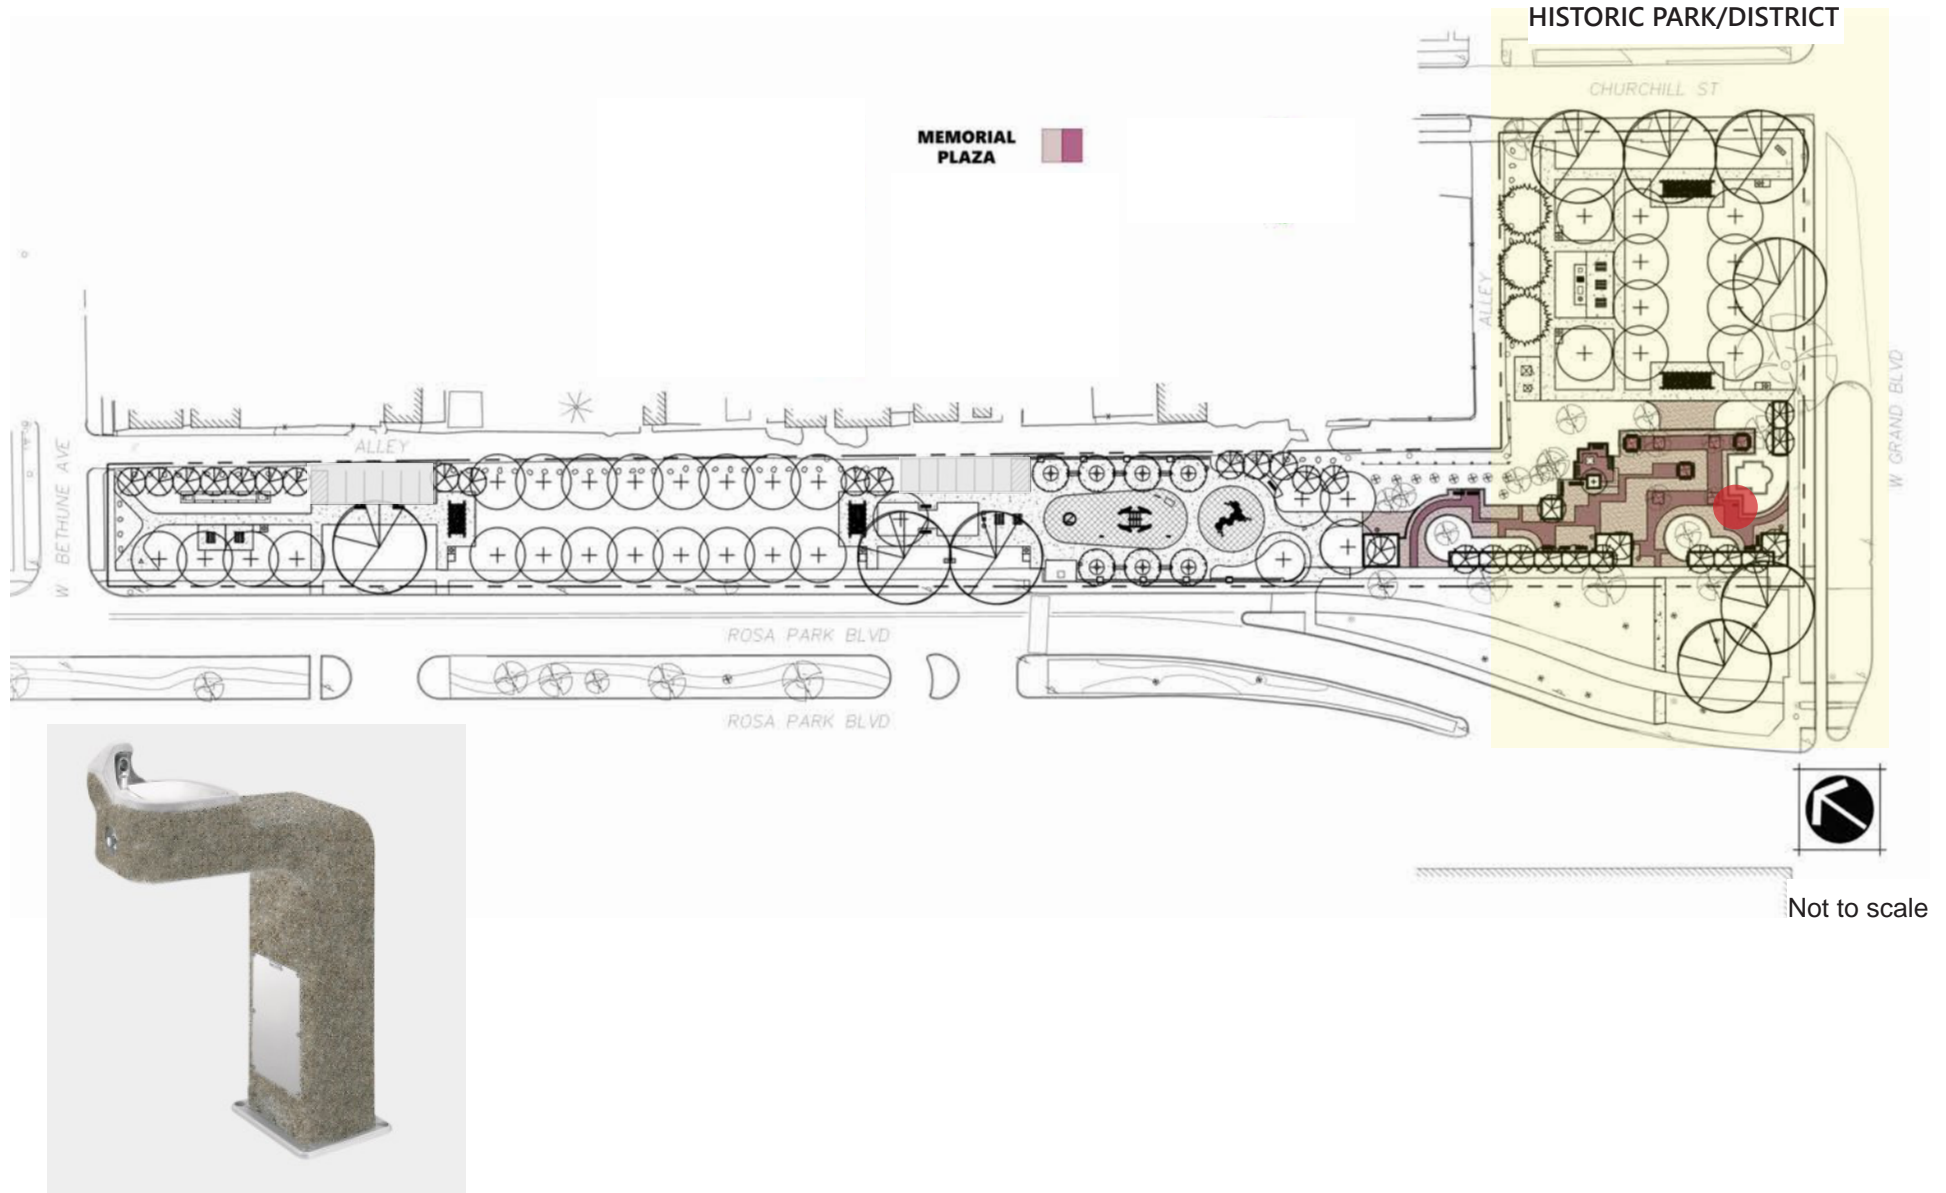 HISTORIC PARK/DISTRICT
CHURCHILL ST
MEMORIAL
PLAZA
ALLEY
W GRAND BLVD
ALLEY
W BETHUNE AVE
ROSA PARK BLVD
ROSA PARK BLVD
Not to scale